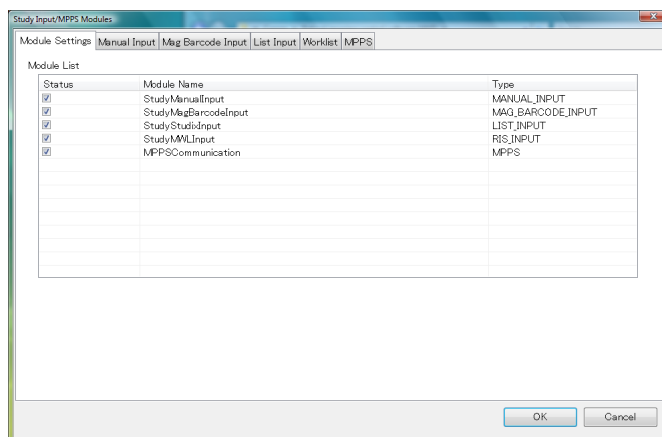 Study Input/MPPS Modules
Module Settings Manual Input Mag Barcode Input List Input Worklist MPPS
Module List
Status Module Name Type
StudyManualInput MANUAL_INPUT
StudyMagBarcodeInput MAG_BARCODE_INPUT
StudyStudixInput LIST_INPUT
StudyMWLInput RIS_INPUT
MPPSCommunication MPPS
OK Cancel